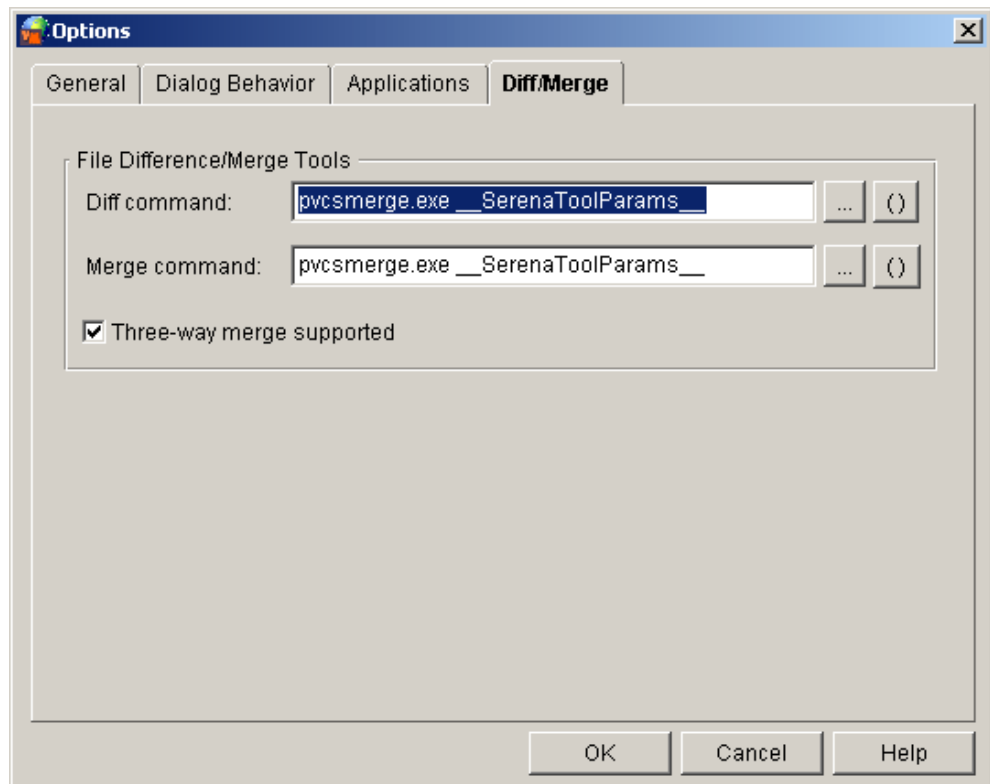 Options
General Dialog Behavior Applications Diff/Merge
File Difference/Merge Tools
Diff command: pvcsmerge.exe __SerenaToolParams__ ... ()
Merge command: pvcsmerge.exe __SerenaToolParams__ ... ()
Three-way merge supported
OK Cancel Help